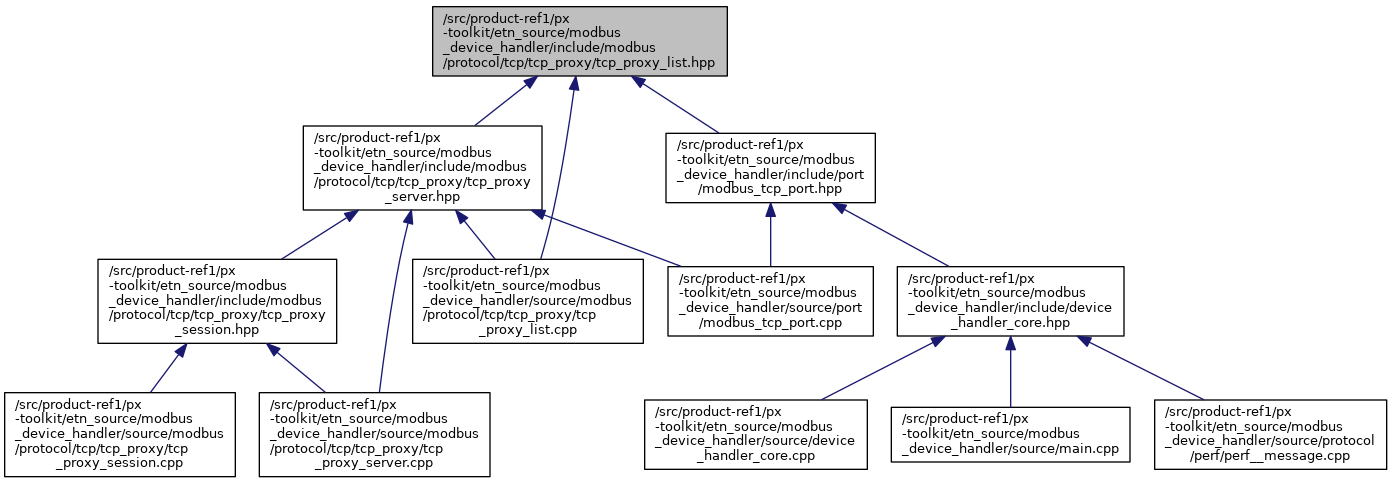 /src/product-ref1/px
-toolkit/etn_source/modbus
_device_handler/include/modbus
/protocol/tcp/tcp_proxy/tcp_proxy_list.hpp
/src/product-ref1/px
-toolkit/etn_source/modbus
_device_handler/include/modbus
/protocol/tcp/tcp_proxy/tcp_proxy
_server.hpp
/src/product-ref1/px
-toolkit/etn_source/modbus
_device_handler/include/port
/modbus_tcp_port.hpp
/src/product-ref1/px
-toolkit/etn_source/modbus
_device_handler/include/modbus
/protocol/tcp/tcp_proxy/tcp_proxy
_session.hpp
/src/product-ref1/px
-toolkit/etn_source/modbus
_device_handler/source/modbus
/protocol/tcp/tcp_proxy/tcp
_proxy_list.cpp
/src/product-ref1/px
-toolkit/etn_source/modbus
_device_handler/source/port
/modbus_tcp_port.cpp
/src/product-ref1/px
-toolkit/etn_source/modbus
_device_handler/include/device
_handler_core.hpp
/src/product-ref1/px
-toolkit/etn_source/modbus
_device_handler/source/modbus
/protocol/tcp/tcp_proxy/tcp
_proxy_session.cpp
/src/product-ref1/px
-toolkit/etn_source/modbus
_device_handler/source/modbus
/protocol/tcp/tcp_proxy/tcp
_proxy_server.cpp
/src/product-ref1/px
-toolkit/etn_source/modbus
_device_handler/source/device
_handler_core.cpp
/src/product-ref1/px
-toolkit/etn_source/modbus
_device_handler/source/main.cpp
/src/product-ref1/px
-toolkit/etn_source/modbus
_device_handler/source/protocol
/perf/perf__message.cpp